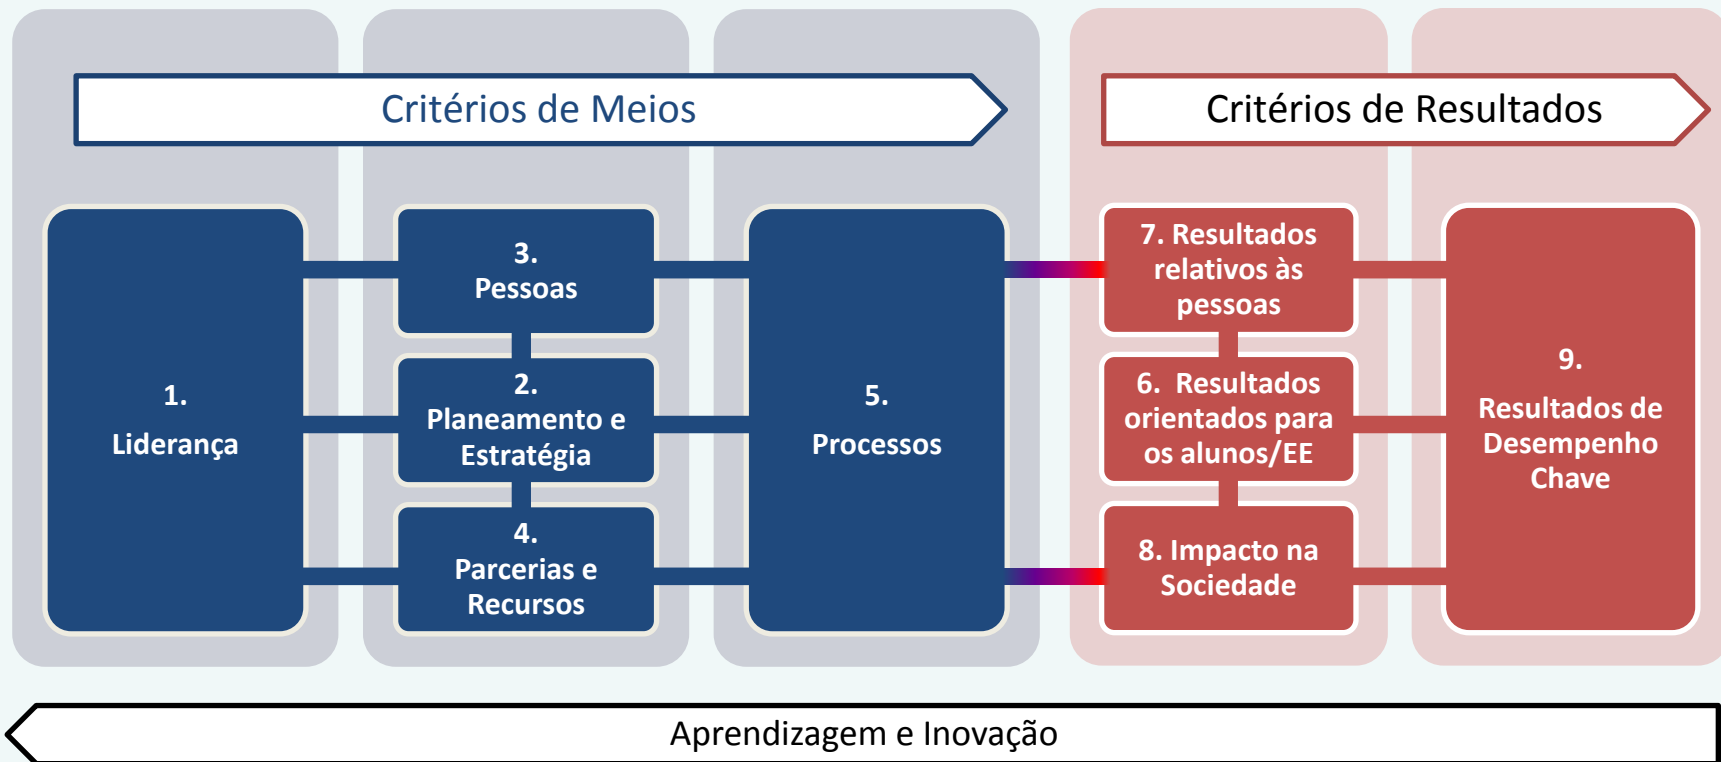 Critérios de Meios
Critérios de Resultados
1.
Liderança
3.
Pessoas
2.
Planeamento e
Estratégia
4.
Parcerias e
Recursos
5.
Processos
7. Resultados
relativos às
pessoas
6. Resultados
orientados para
os alunos/EE
8. Impacto na
Sociedade
9.
Resultados de
Desempenho
Chave
Aprendizagem e Inovação